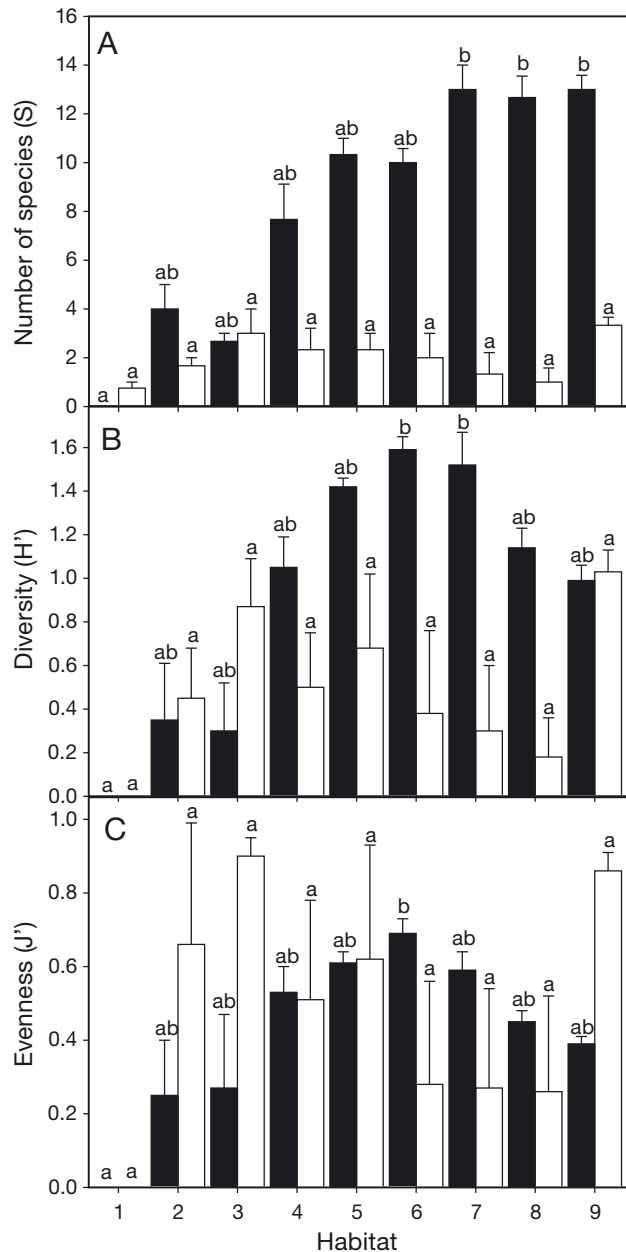 A
Number of species (S)
16
14
12
10
8
6
4
2
0
a a ab a ab a ab a ab a ab a b a b a b a
B
Diversity (H’)
1.6
1.4
1.2
1.0
0.8
0.6
0.4
0.2
0.0
a a ab a ab a ab a ab a b a b a ab a ab a
C
Evenness (J’)
1.0
0.8
0.6
0.4
0.2
0.0
a a ab a ab a ab a ab a b a ab a ab a ab a
1 2 3 4 5 6 7 8 9
Habitat